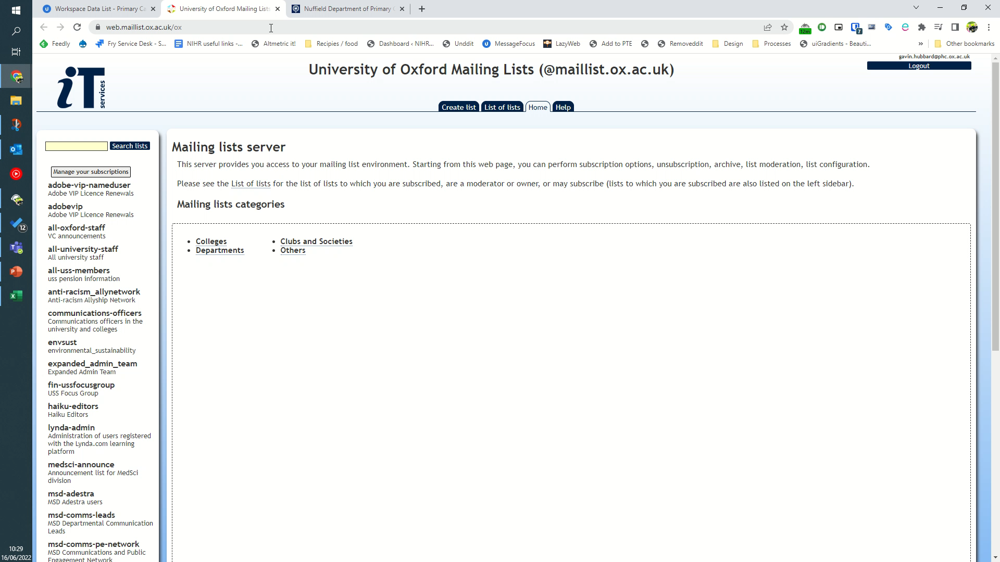 Workspace Data List - Primary Ca
University of Oxford Mailing Lists
Nuffield Department of Primary C
web.maillist.ox.ac.uk/ox
12m
7
Feedly
Fry Service Desk - S...
NIHR useful links -...
Altmetric it!
Recipies / food
Dashboard ‹ NIHR...
Unddit
MessageFocus
LazyWeb
Add to PTE
Removeddit
Design
Processes
uiGradients - Beauti...
»
Other bookmarks
gavin.hubbard@phc.ox.ac.uk
Logout
iT services
University of Oxford Mailing Lists (@maillist.ox.ac.uk)
Create list
List of lists
Home
Help
Search lists
Manage your subscriptions
adobe-vip-nameduser
Adobe VIP Licence Renewals
adobevip
Adobe VIP Licence Renewals
all-oxford-staff
VC announcements
all-university-staff
All university staff
all-uss-members
uss pension information
anti-racism_allynetwork
Anti-racism Allyship Network
communications-officers
Communications officers in the
university and colleges
envsust
environmental_sustainability
expanded_admin_team
Expanded Admin Team
fin-ussfocusgroup
USS Focus Group
haiku-editors
Haiku Editors
lynda-admin
Administration of users registered
with the Lynda.com learning
platform
medsci-announce
Announcement list for MedSci
division
msd-adestra
MSD Adestra users
msd-comms-leads
MSD Departmental Communication
Leads
msd-comms-pe-network
MSD Communications and Public
Engagement Network
Mailing lists server
This server provides you access to your mailing list environment. Starting from this web page, you can perform subscription options, unsubscription, archive, list moderation, list configuration.
Please see the List of lists for the list of lists to which you are subscribed, are a moderator or owner, or may subscribe (lists to which you are subscribed are also listed on the left sidebar).
Mailing lists categories
Colleges
Departments
Clubs and Societies
Others
12
10:29
16/06/2022